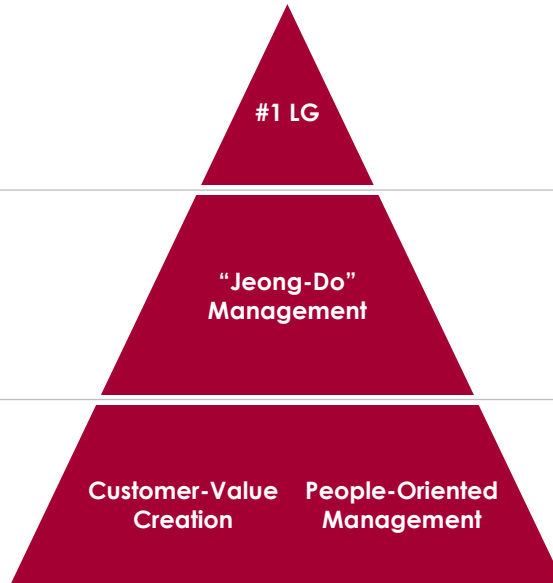 #1 LG
“Jeong-Do”
Management
Customer-Value
Creation
People-Oriented
Management